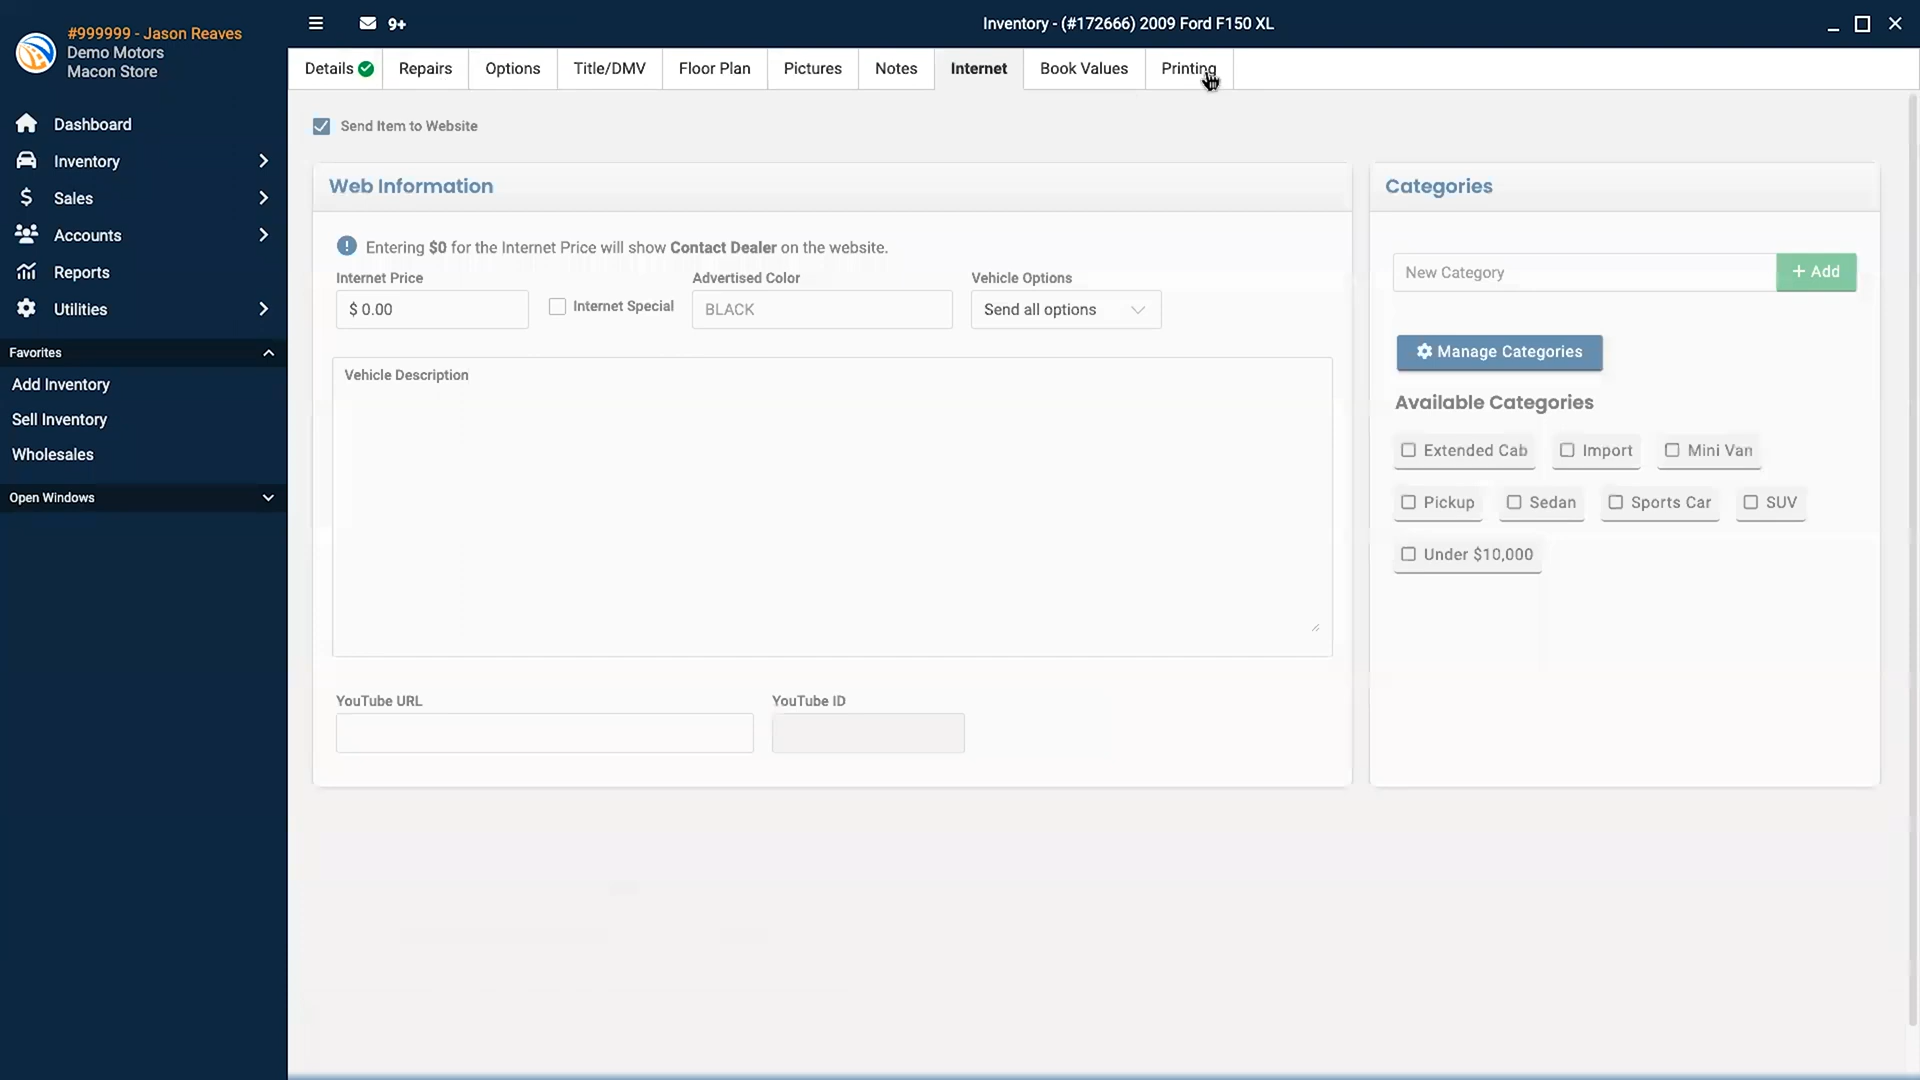 #999999 - Jason Reaves
Demo Motors
Macon Store
9+
Inventory - (#172666) 2009 Ford F150 XL
Details
Repairs
Options
Title/DMV
Floor Plan
Pictures
Notes
Internet
Book Values
Printing
Dashboard
Inventory
Sales
Accounts
Reports
Utilities
Favorites
Add Inventory
Sell Inventory
Wholesales
Open Windows
Send Item to Website
Web Information
Entering $0 for the Internet Price will show Contact Dealer on the website.
Internet Price
$ 0.00
Internet Special
Advertised Color
BLACK
Vehicle Options
Send all options
Vehicle Description
YouTube URL
YouTube ID
Categories
New Category
+ Add
Manage Categories
Available Categories
Extended Cab
Import
Mini Van
Pickup
Sedan
Sports Car
SUV
Under $10,000